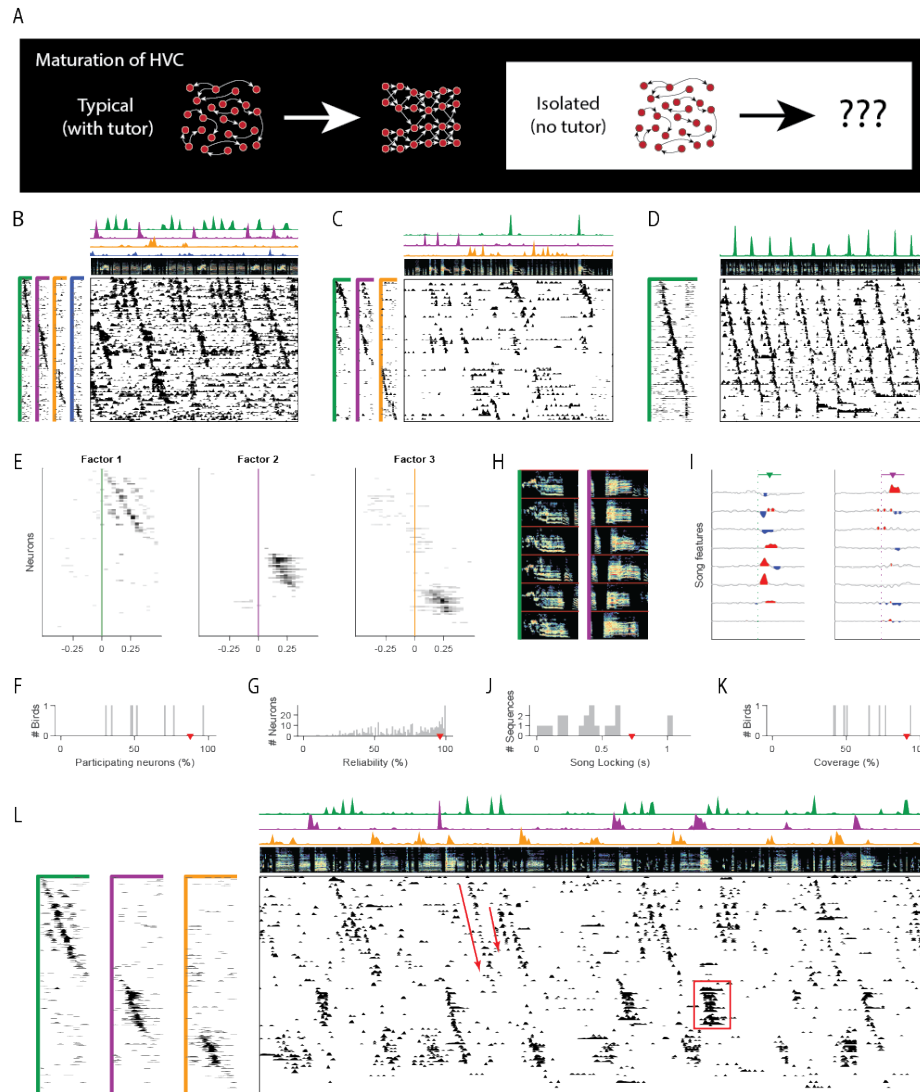 A
Maturation of HVC
Typical
(with tutor)
Isolated
(no tutor)
???
B
C
D
E
Factor 1
Factor 2
Factor 3
Neurons
-0.25
0
0.25
-0.25
0
0.25
-0.25
0
0.25
H
I
Song features
F
# Birds
1
0
0
50
100
Participating neurons (%)
G
# Neurons
20
0
0
50
100
Reliability (%)
J
# Sequences
2
0
0
0.5
1
Song Locking (s)
K
# Birds
1
0
0
50
Coverage (%)
L